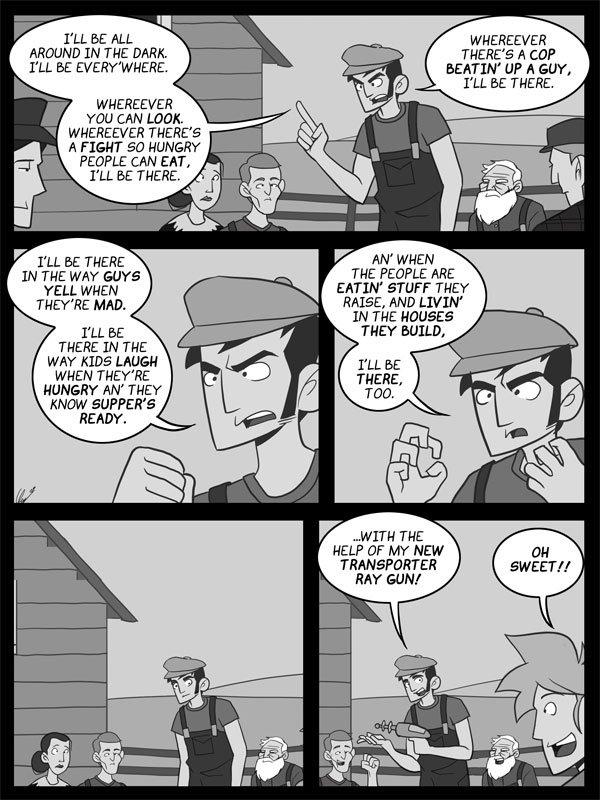 I'LL BE ALL
AROUND IN THE DARK.
I'LL BE EVERY'WHERE.
WHEREEVER
YOU CAN LOOK.
WHEREEVER THERE'S
A FIGHT SO HUNGRY
PEOPLE CAN EAT,
I'LL BE THERE.
WHEREEVER
THERE'S A COP
BEATIN' UP A GUY,
I'LL BE THERE.
I'LL BE THERE
IN THE WAY GUYS
YELL WHEN
THEY'RE MAD.
I'LL BE
THERE IN THE
WAY KIDS LAUGH
WHEN THEY'RE
HUNGRY AN' THEY
KNOW SUPPER'S
READY.
AN' WHEN
THE PEOPLE ARE
EATIN' STUFF THEY
RAISE, AND LIVIN'
IN THE HOUSES
THEY BUILD,
I'LL BE
THERE,
TOO.
...WITH THE
HELP OF MY NEW
TRANSPORTER
RAY GUN!
OH
SWEET!!